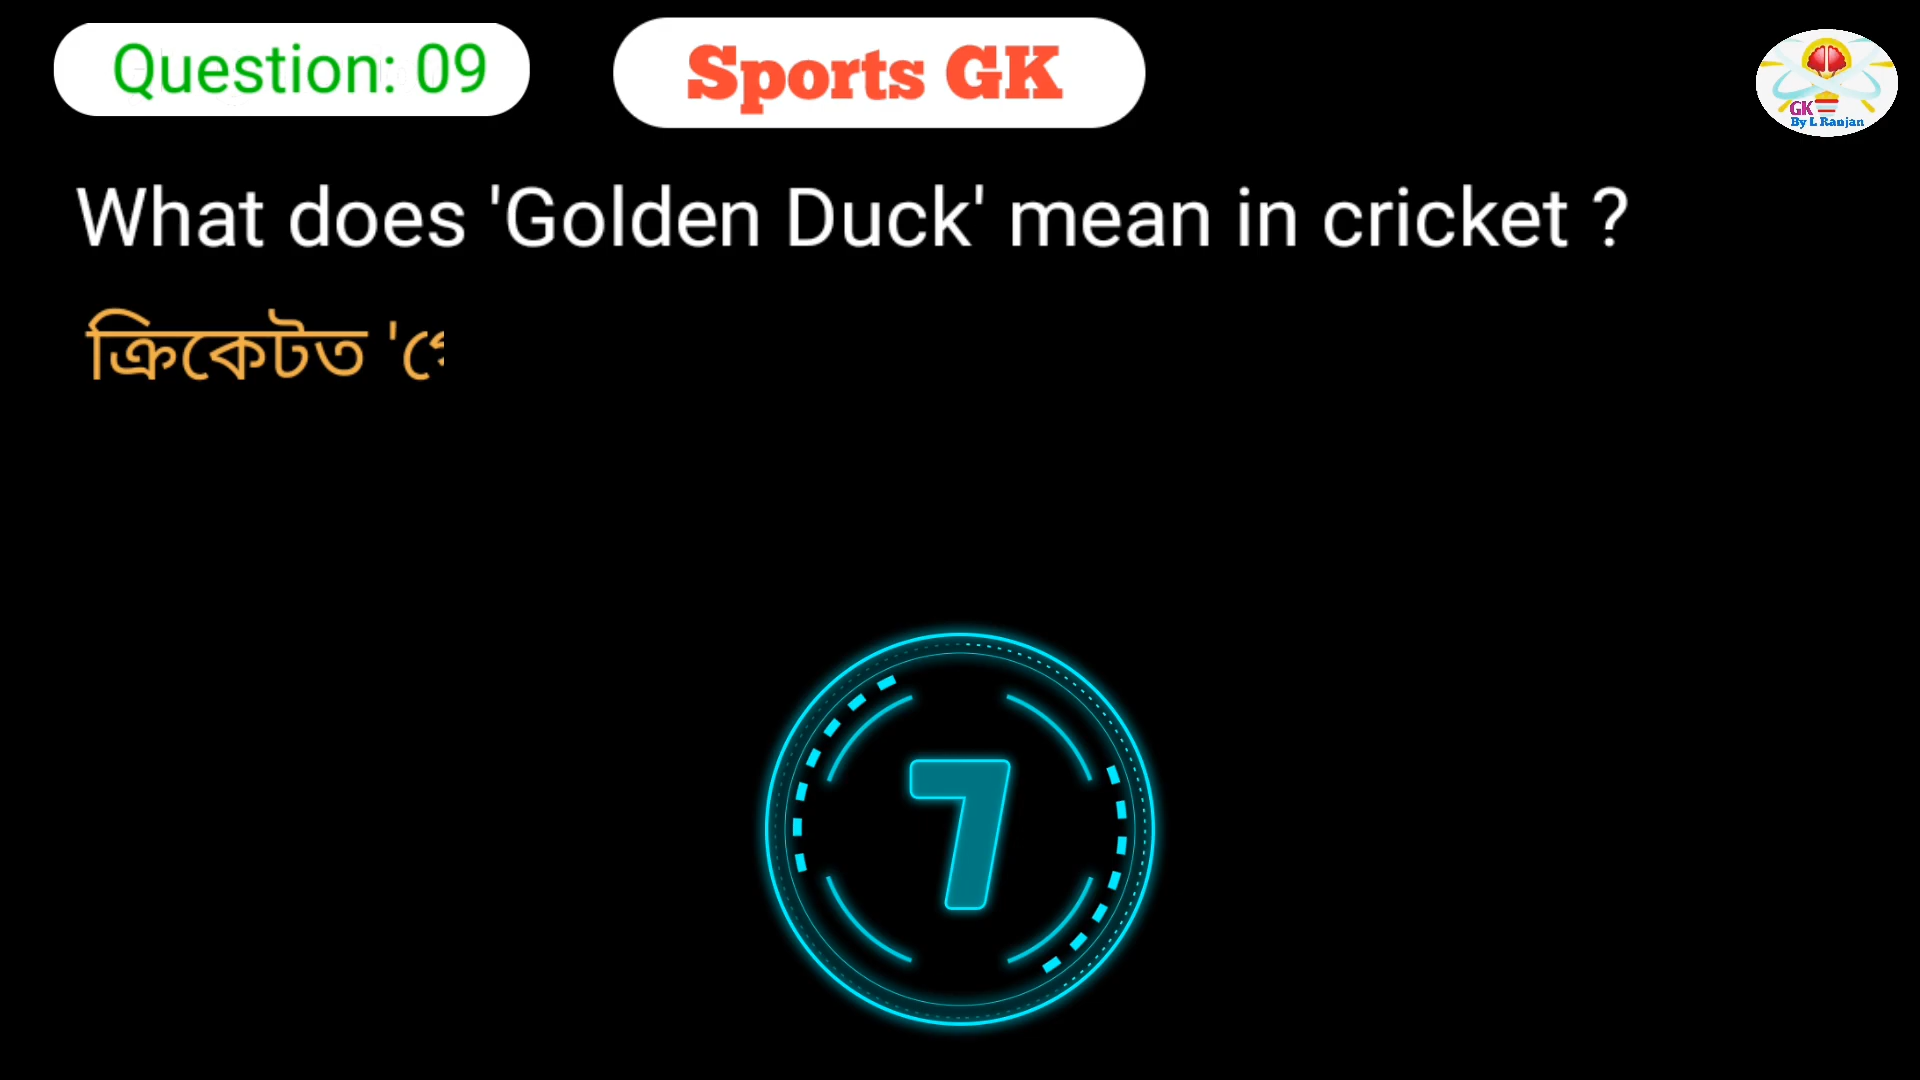 Question: 09
Sports GK
GK
By L Ranjan
What does 'Golden Duck' mean in cricket ?
ক্ৰিকেটত
7